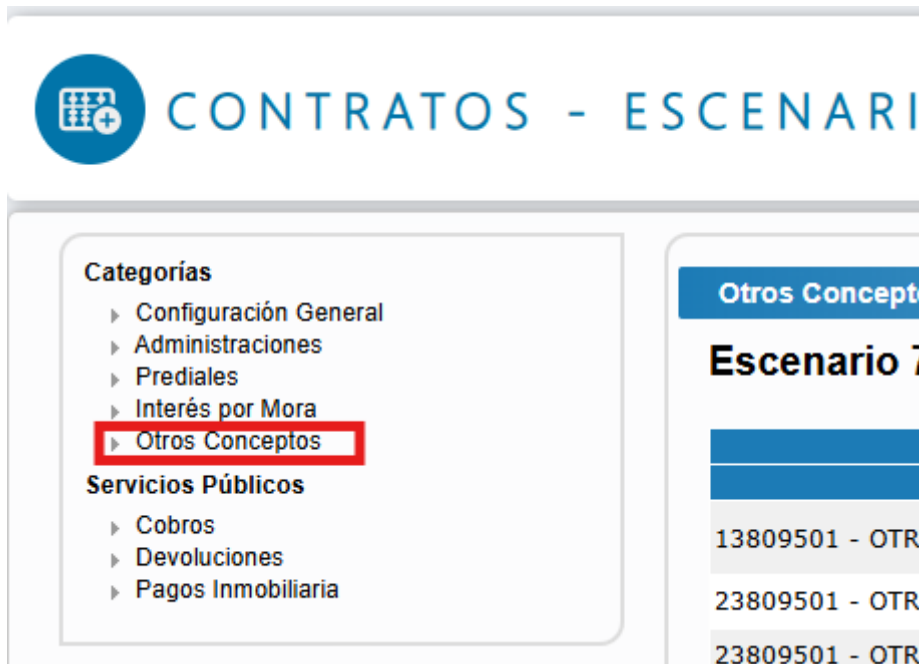 CONTRATOS - ESCENARI
Categorías
Configuración General
Administraciones
Prediales
Interés por Mora
Otros Conceptos
Servicios Públicos
Cobros
Devoluciones
Pagos Inmobiliaria
Otros Concept
Escenario 7
13809501 - OTR
23809501 - OTR
23809501 - OTR